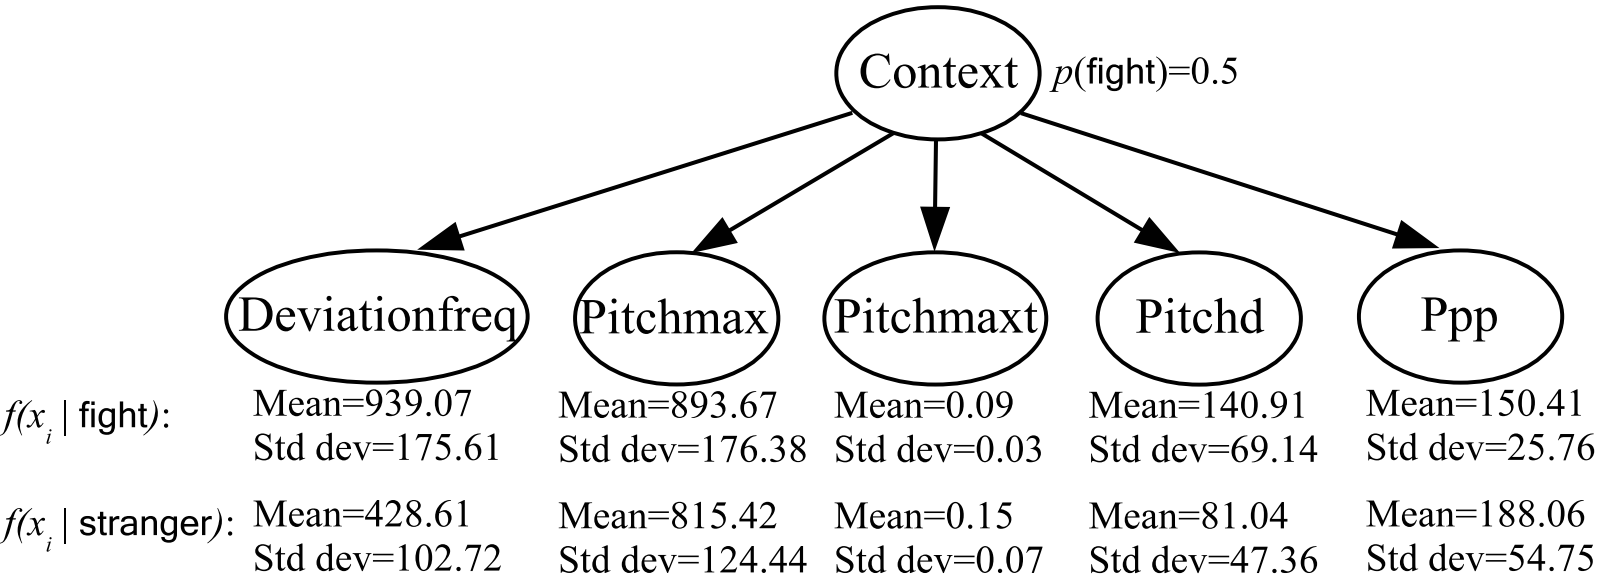 Context p(fight)=0.5
Deviationfreq Pitchmax Pitchmaxt Pitchd Ppp
f(xi | fight): Mean=939.07 Mean=893.67 Mean=0.09 Mean=140.91 Mean=150.41
Std dev=175.61 Std dev=176.38 Std dev=0.03 Std dev=69.14 Std dev=25.76
f(xi | stranger): Mean=428.61 Mean=815.42 Mean=0.15 Mean=81.04 Mean=188.06
Std dev=102.72 Std dev=124.44 Std dev=0.07 Std dev=47.36 Std dev=54.75